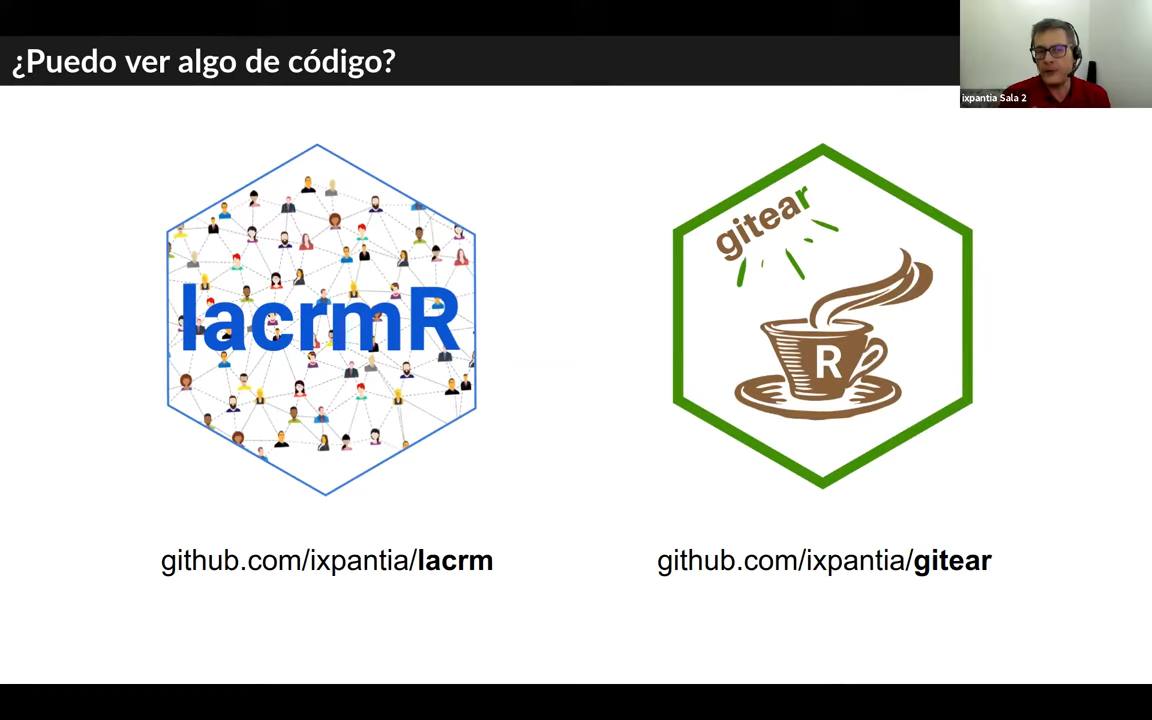 ¿Puedo ver algo de código?
ixpantia Sala 2
lacrmR
gitear
R
github.com/ixpantia/lacrm
github.com/ixpantia/gitear